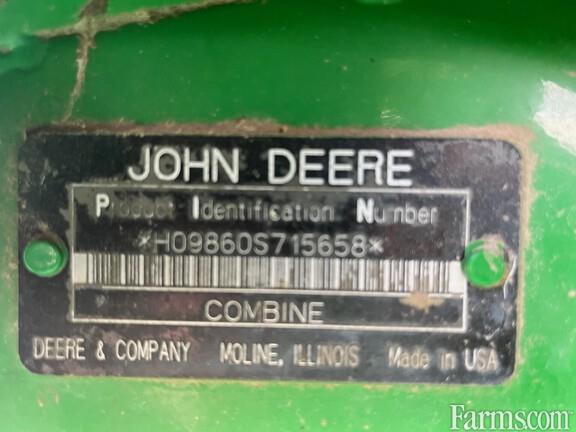 JOHN DEERE
Product Identification Number
*H09860S715658*
COMBINE
DEERE & COMPANY MOLINE, ILLINOIS Made in USA
Farms.com